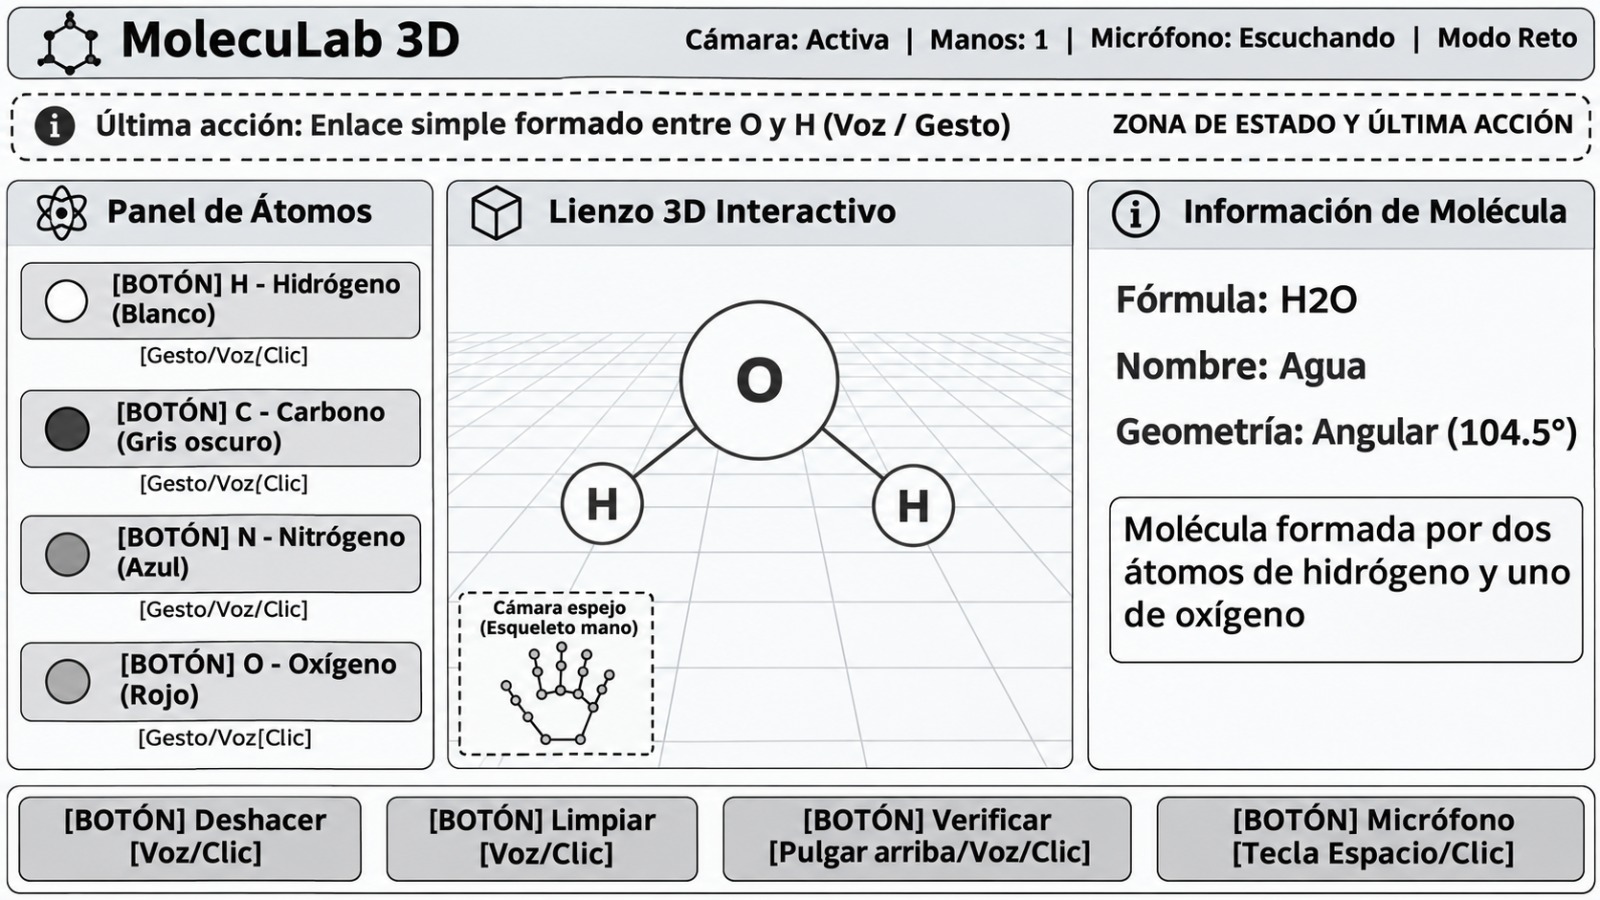 MolecuLab 3D
Cámara: Activa | Manos: 1 | Micrófono: Escuchando | Modo Reto
Última acción: Enlace simple formado entre O y H (Voz / Gesto)
ZONA DE ESTADO Y ÚLTIMA ACCIÓN
Panel de Átomos
[BOTÓN] H - Hidrógeno
(Blanco)
[Gesto/Voz/Clic]
[BOTÓN] C - Carbono
(Gris oscuro)
[Gesto/Voz/Clic]
[BOTÓN] N - Nitrógeno
(Azul)
[Gesto/Voz/Clic]
[BOTÓN] O - Oxígeno
(Rojo)
[Gesto/Voz[Clic]
Lienzo 3D Interactivo
O
H
H
Cámara espejo
(Esqueleto mano)
Información de Molécula
Fórmula: H2O
Nombre: Agua
Geometría: Angular (104.5°)
Molécula formada por dos
átomos de hidrógeno y uno
de oxígeno
[BOTÓN] Deshacer
[Voz/Clic]
[BOTÓN] Limpiar
[Voz/Clic]
[BOTÓN] Verificar
[Pulgar arriba/Voz/Clic]
[BOTÓN] Micrófono
[Tecla Espacio/Clic]